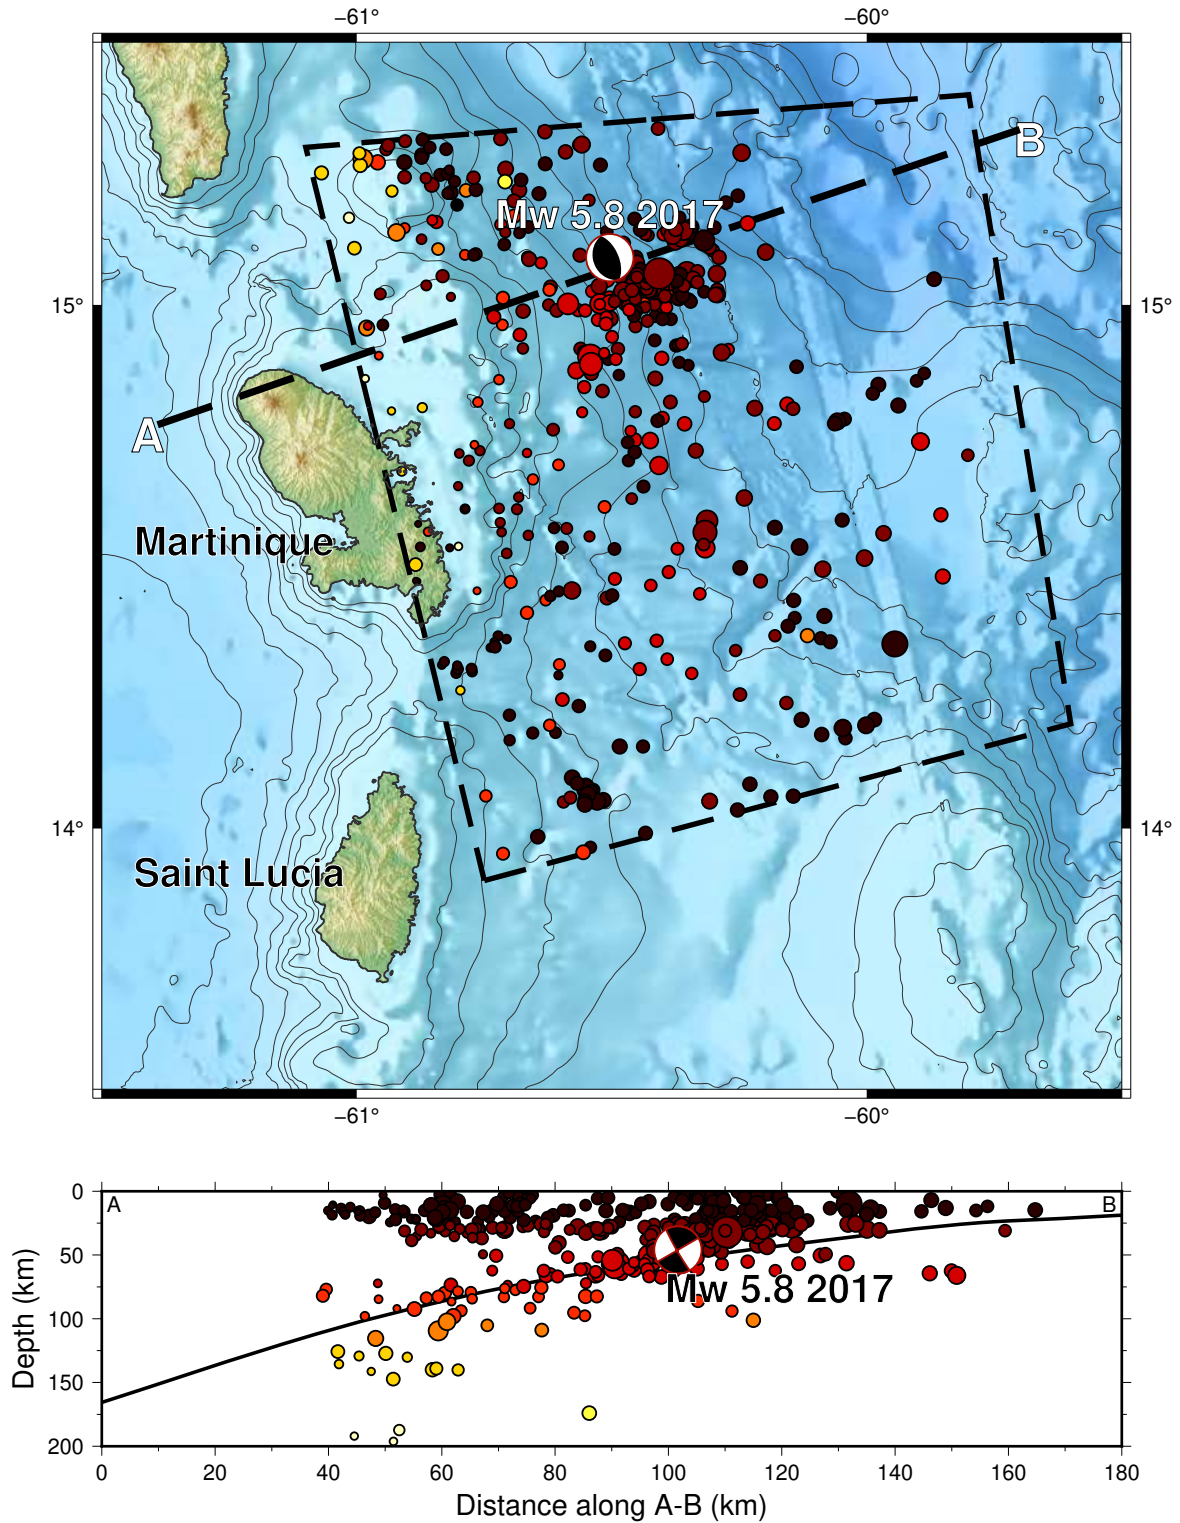 −61° −60°
B
Mw 5.8 2017
15° 15°
A
Martinique
14° 14°
Saint Lucia
−61° −60°
0 A B
50
Mw 5.8 2017
100
150
200
Depth (km)
0 20 40 60 80 100 120 140 160 180
Distance along A-B (km)